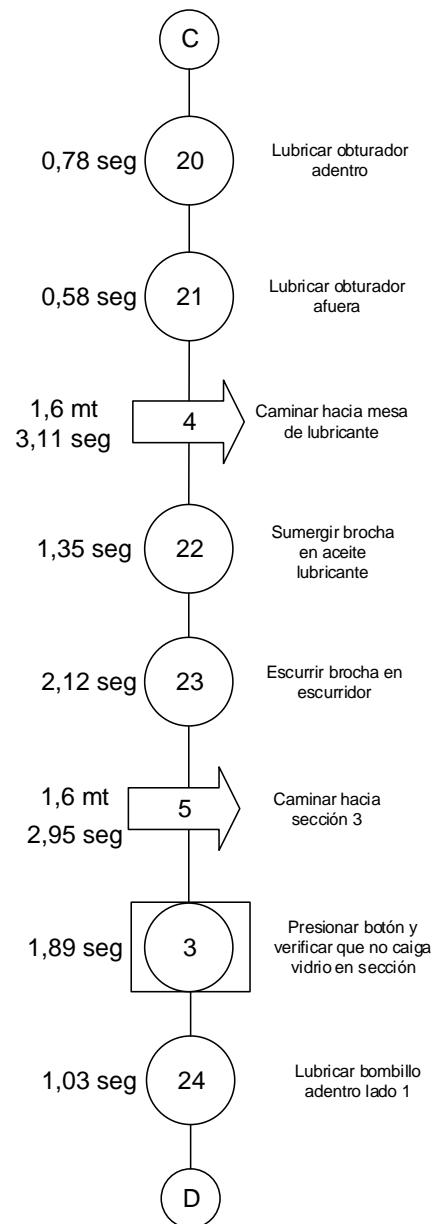 C
0,78 seg
20
Lubricar obturador
adentro
0,58 seg
21
Lubricar obturador
afuera
1,6 mt
3,11 seg
4
Caminar hacia mesa
de lubricante
1,35 seg
22
Sumergir brocha
en aceite
lubricante
2,12 seg
23
Escurrir brocha en
escurridor
1,6 mt
2,95 seg
5
Caminar hacia
sección 3
1,89 seg
3
Presionar botón y
verificar que no caiga
vidrio en sección
1,03 seg
24
Lubricar bombillo
adentro lado 1
D